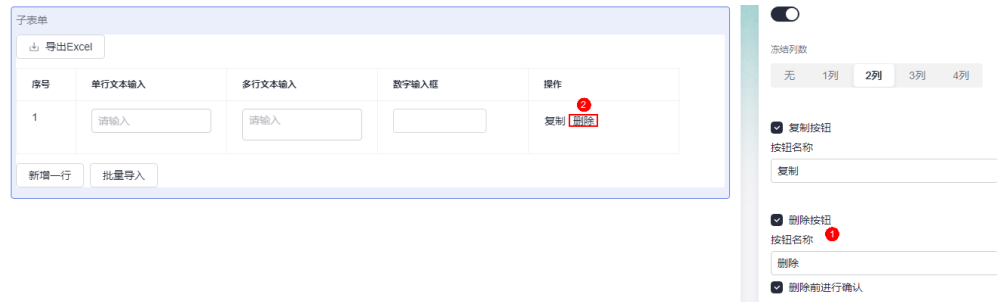 子表单
导出Excel
序号 单行文本输入 多行文本输入 数字输入框 操作
2
1 请输入 请输入 复制 删除
新增一行 批量导入
冻结列数
无 1列 2列 3列 4列
复制按钮
按钮名称
复制
删除按钮
按钮名称 1
删除
删除前进行确认